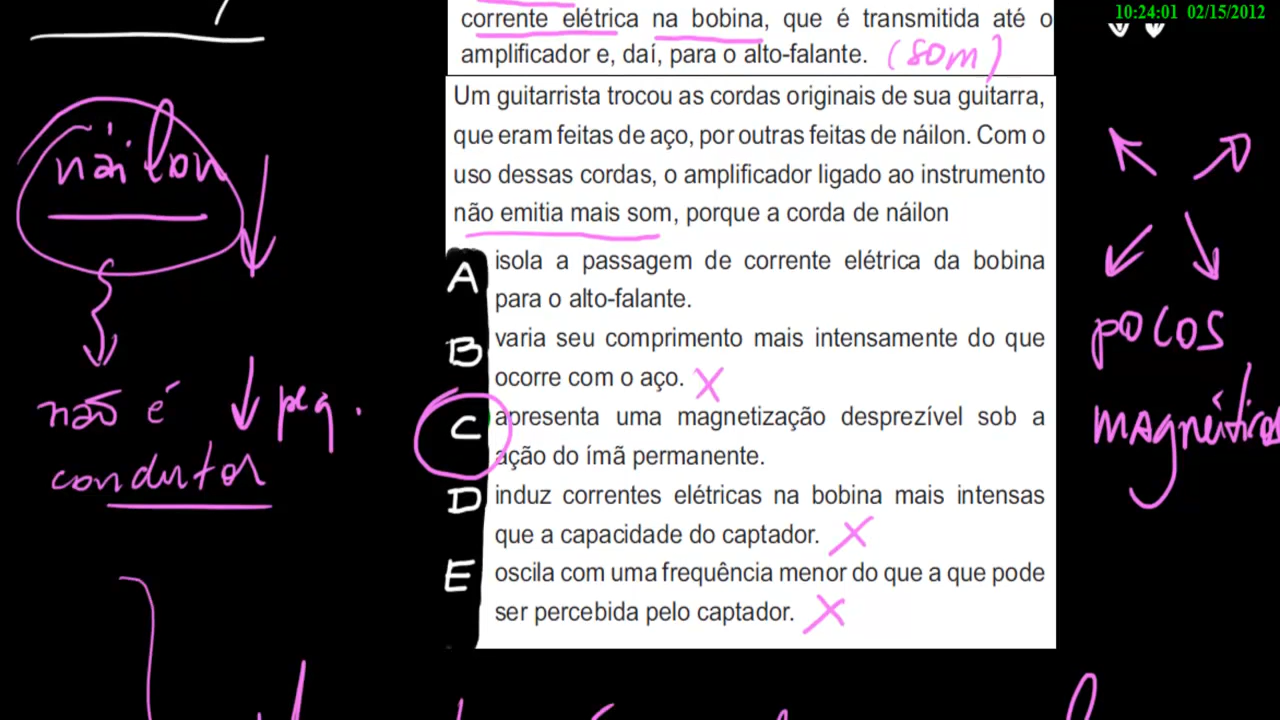 10:24:01 02/15/2012
corrente elétrica na bobina, que é transmitida até o
amplificador e, daí, para o alto-falante. (som)
Um guitarrista trocou as cordas originais de sua guitarra,
que eram feitas de aço, por outras feitas de náilon. Com o
uso dessas cordas, o amplificador ligado ao instrumento
não emitia mais som, porque a corda de náilon
A isola a passagem de corrente elétrica da bobina
para o alto-falante.
B varia seu comprimento mais intensamente do que
ocorre com o aço. X
C apresenta uma magnetização desprezível sob a
ação do ímã permanente.
D induz correntes elétricas na bobina mais intensas
que a capacidade do captador. X
E oscila com uma frequência menor do que a que pode
ser percebida pelo captador. X
náilon
não é
condutor
peq.
polos
magnéticos